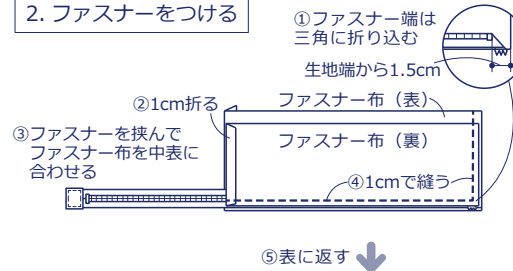 2. ファスナーをつける
①ファスナー端は
三角に折り込む
生地端から1.5cm
②1cm折る
ファスナー布（表）
③ファスナーを挟んで
ファスナー布を中表に
合わせる
ファスナー布（裏）
④1cmで縫う
⑤表に返す